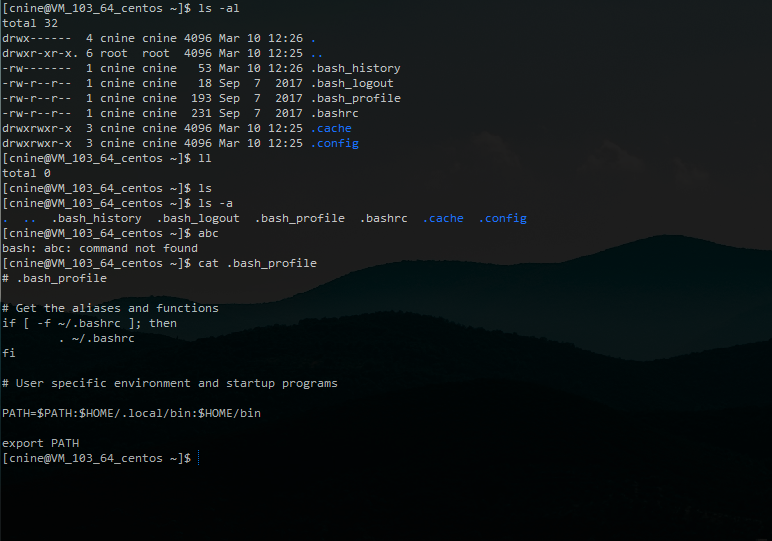 [cnine@VM_103_64_centos ~]$ ls -al
total 32
drwx------  4 cnine cnine 4096 Mar 10 12:26 .
drwxr-xr-x. 6 root  root  4096 Mar 10 12:25 ..
-rw-------  1 cnine cnine   53 Mar 10 12:26 .bash_history
-rw-r--r--  1 cnine cnine   18 Sep  7  2017 .bash_logout
-rw-r--r--  1 cnine cnine  193 Sep  7  2017 .bash_profile
-rw-r--r--  1 cnine cnine  231 Sep  7  2017 .bashrc
drwxrwxr-x  3 cnine cnine 4096 Mar 10 12:25 .cache
drwxrwxr-x  3 cnine cnine 4096 Mar 10 12:25 .config
[cnine@VM_103_64_centos ~]$ ll
total 0
[cnine@VM_103_64_centos ~]$ ls
[cnine@VM_103_64_centos ~]$ ls -a
.  ..  .bash_history  .bash_logout  .bash_profile  .bashrc  .cache  .config
[cnine@VM_103_64_centos ~]$ abc
bash: abc: command not found
[cnine@VM_103_64_centos ~]$ cat .bash_profile
# .bash_profile

# Get the aliases and functions
if [ -f ~/.bashrc ]; then
        . ~/.bashrc
fi

# User specific environment and startup programs

PATH=$PATH:$HOME/.local/bin:$HOME/bin

export PATH
[cnine@VM_103_64_centos ~]$